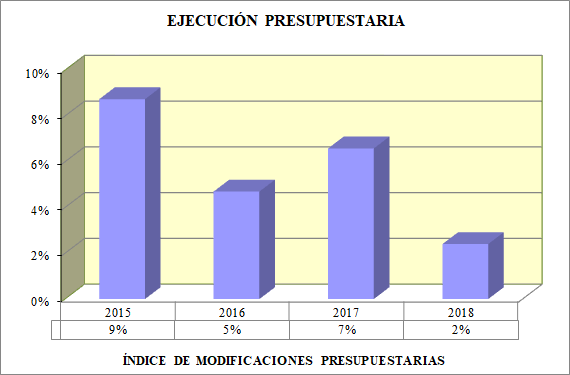 EJECUCIÓN PRESUPUESTARIA
10%
8%
6%
4%
2%
0%
2015 2016 2017 2018
9% 5% 7% 2%
ÍNDICE DE MODIFICACIONES PRESUPUESTARIAS